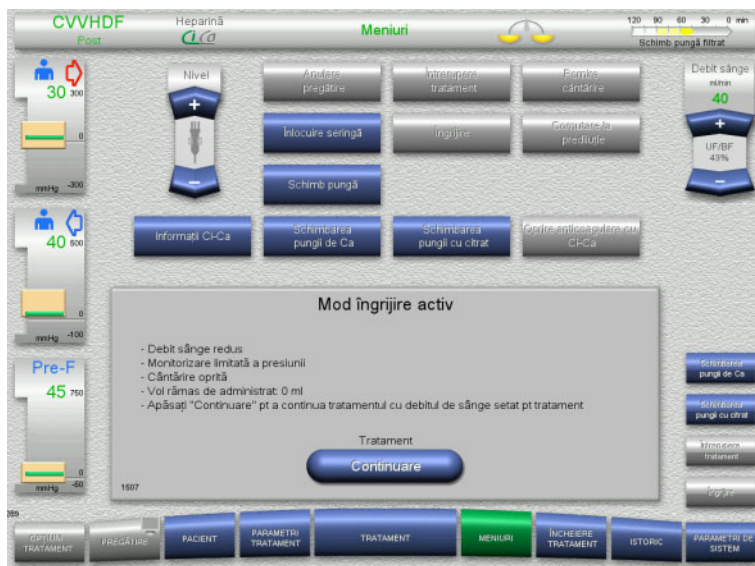 CVVHDF
Post
Heparină
Ci Ca
Meniuri
120 90 60 30 0 min
Schimb pungă filtrat
30 300
0
mmHg -300
40 500
0
mmHg -100
Pre-F
45 750
0
mmHg -50
Nivel
+
−
Anulare pregătire
Întrerupere tratament
Pornire cântărire
Înlocuire seringă
Îngrijire
Comutare la prediluție
Schimb pungă
Informații Ci-Ca
Schimbarea pungii de Ca
Schimbarea pungii cu citrat
Oprire anticoagulare cu Ci-Ca
Debit sânge
ml/min
40
+
UF/BF
43%
−
Mod îngrijire activ
- Debit sânge redus
- Monitorizare limitată a presiunii
- Cântărire oprită
- Vol rămas de administrat: 0 ml
- Apăsați "Continuare" pt a continua tratamentul cu debitul de sânge setat pt tratament
Tratament
Continuare
1507
Schimbarea pungii de Ca
Schimbarea pungii cu citrat
Întrerupere tratament
Îngrijire
289
OPȚIUNI TRATAMENT
PREGĂTIRE
PACIENT
PARAMETRI TRATAMENT
TRATAMENT
MENIURI
ÎNCHEIERE TRATAMENT
ISTORIC
PARAMETRI DE SISTEM